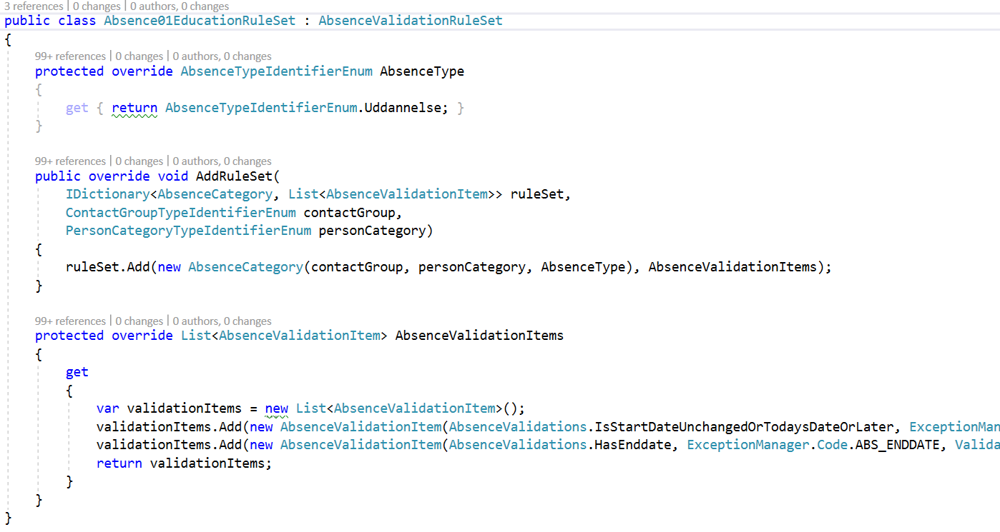 3 references | 0 changes | 0 authors, 0 changes
public class Absence01EducationRuleSet : AbsenceValidationRuleSet
{
99+ references | 0 changes | 0 authors, 0 changes
protected override AbsenceTypeIdentifierEnum AbsenceType
{
get { return AbsenceTypeIdentifierEnum.Uddannelse; }
}
99+ references | 0 changes | 0 authors, 0 changes
public override void AddRuleSet(
IDictionary<AbsenceCategory, List<AbsenceValidationItem>> ruleSet,
ContactGroupTypeIdentifierEnum contactGroup,
PersonCategoryTypeIdentifierEnum personCategory)
{
ruleSet.Add(new AbsenceCategory(contactGroup, personCategory, AbsenceType), AbsenceValidationItems);
}
99+ references | 0 changes | 0 authors, 0 changes
protected override List<AbsenceValidationItem> AbsenceValidationItems
{
get
{
var validationItems = new List<AbsenceValidationItem>();
validationItems.Add(new AbsenceValidationItem(AbsenceValidations.IsStartDateUnchangedOrTodaysDateOrLater, ExceptionMan
validationItems.Add(new AbsenceValidationItem(AbsenceValidations.HasEnddate, ExceptionManager.Code.ABS_ENDDATE, Valida
return validationItems;
}
}
}